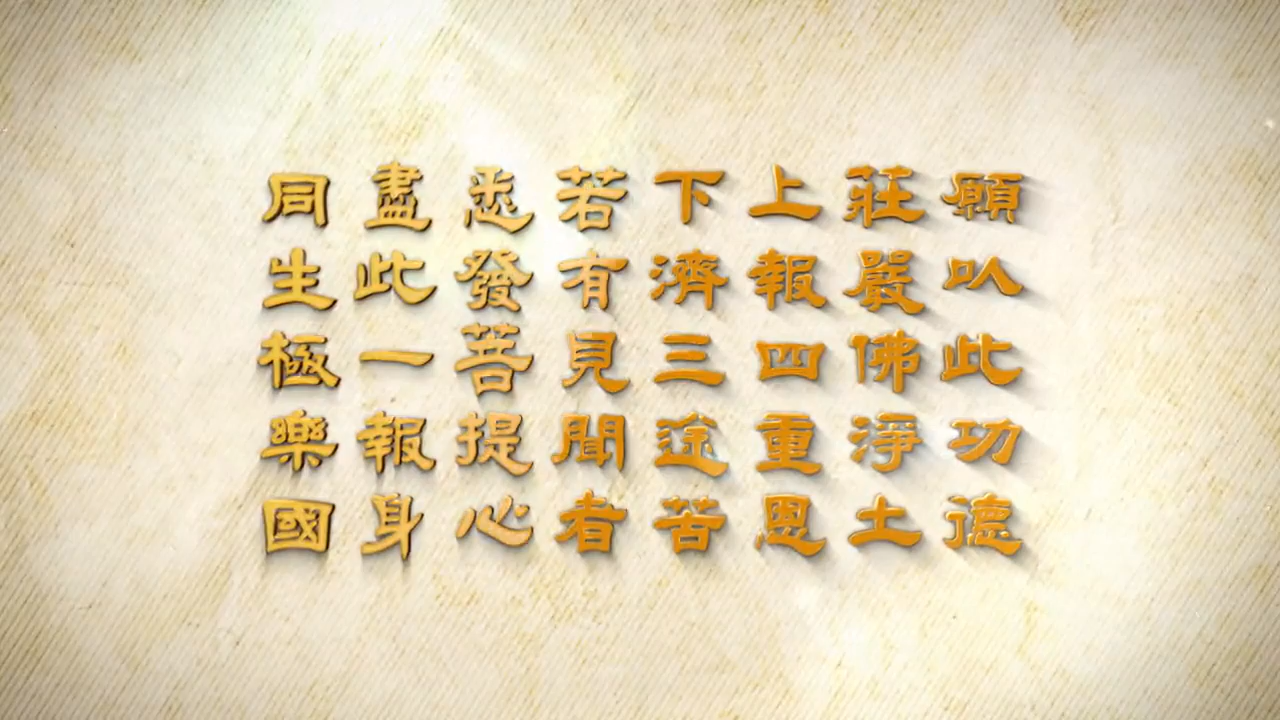 願以此功德
莊嚴佛淨土
上報四重恩
下濟三途苦
若有見聞者
悉發菩提心
盡此一報身
同生極樂國